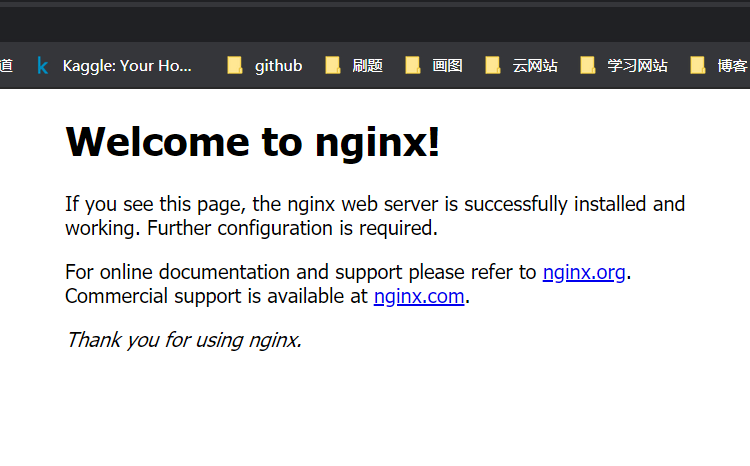 道 Kaggle: Your Ho... github 刷题 画图 云网站 学习网站 博客
Welcome to nginx!
If you see this page, the nginx web server is successfully installed and
working. Further configuration is required.
For online documentation and support please refer to nginx.org.
Commercial support is available at nginx.com.
Thank you for using nginx.